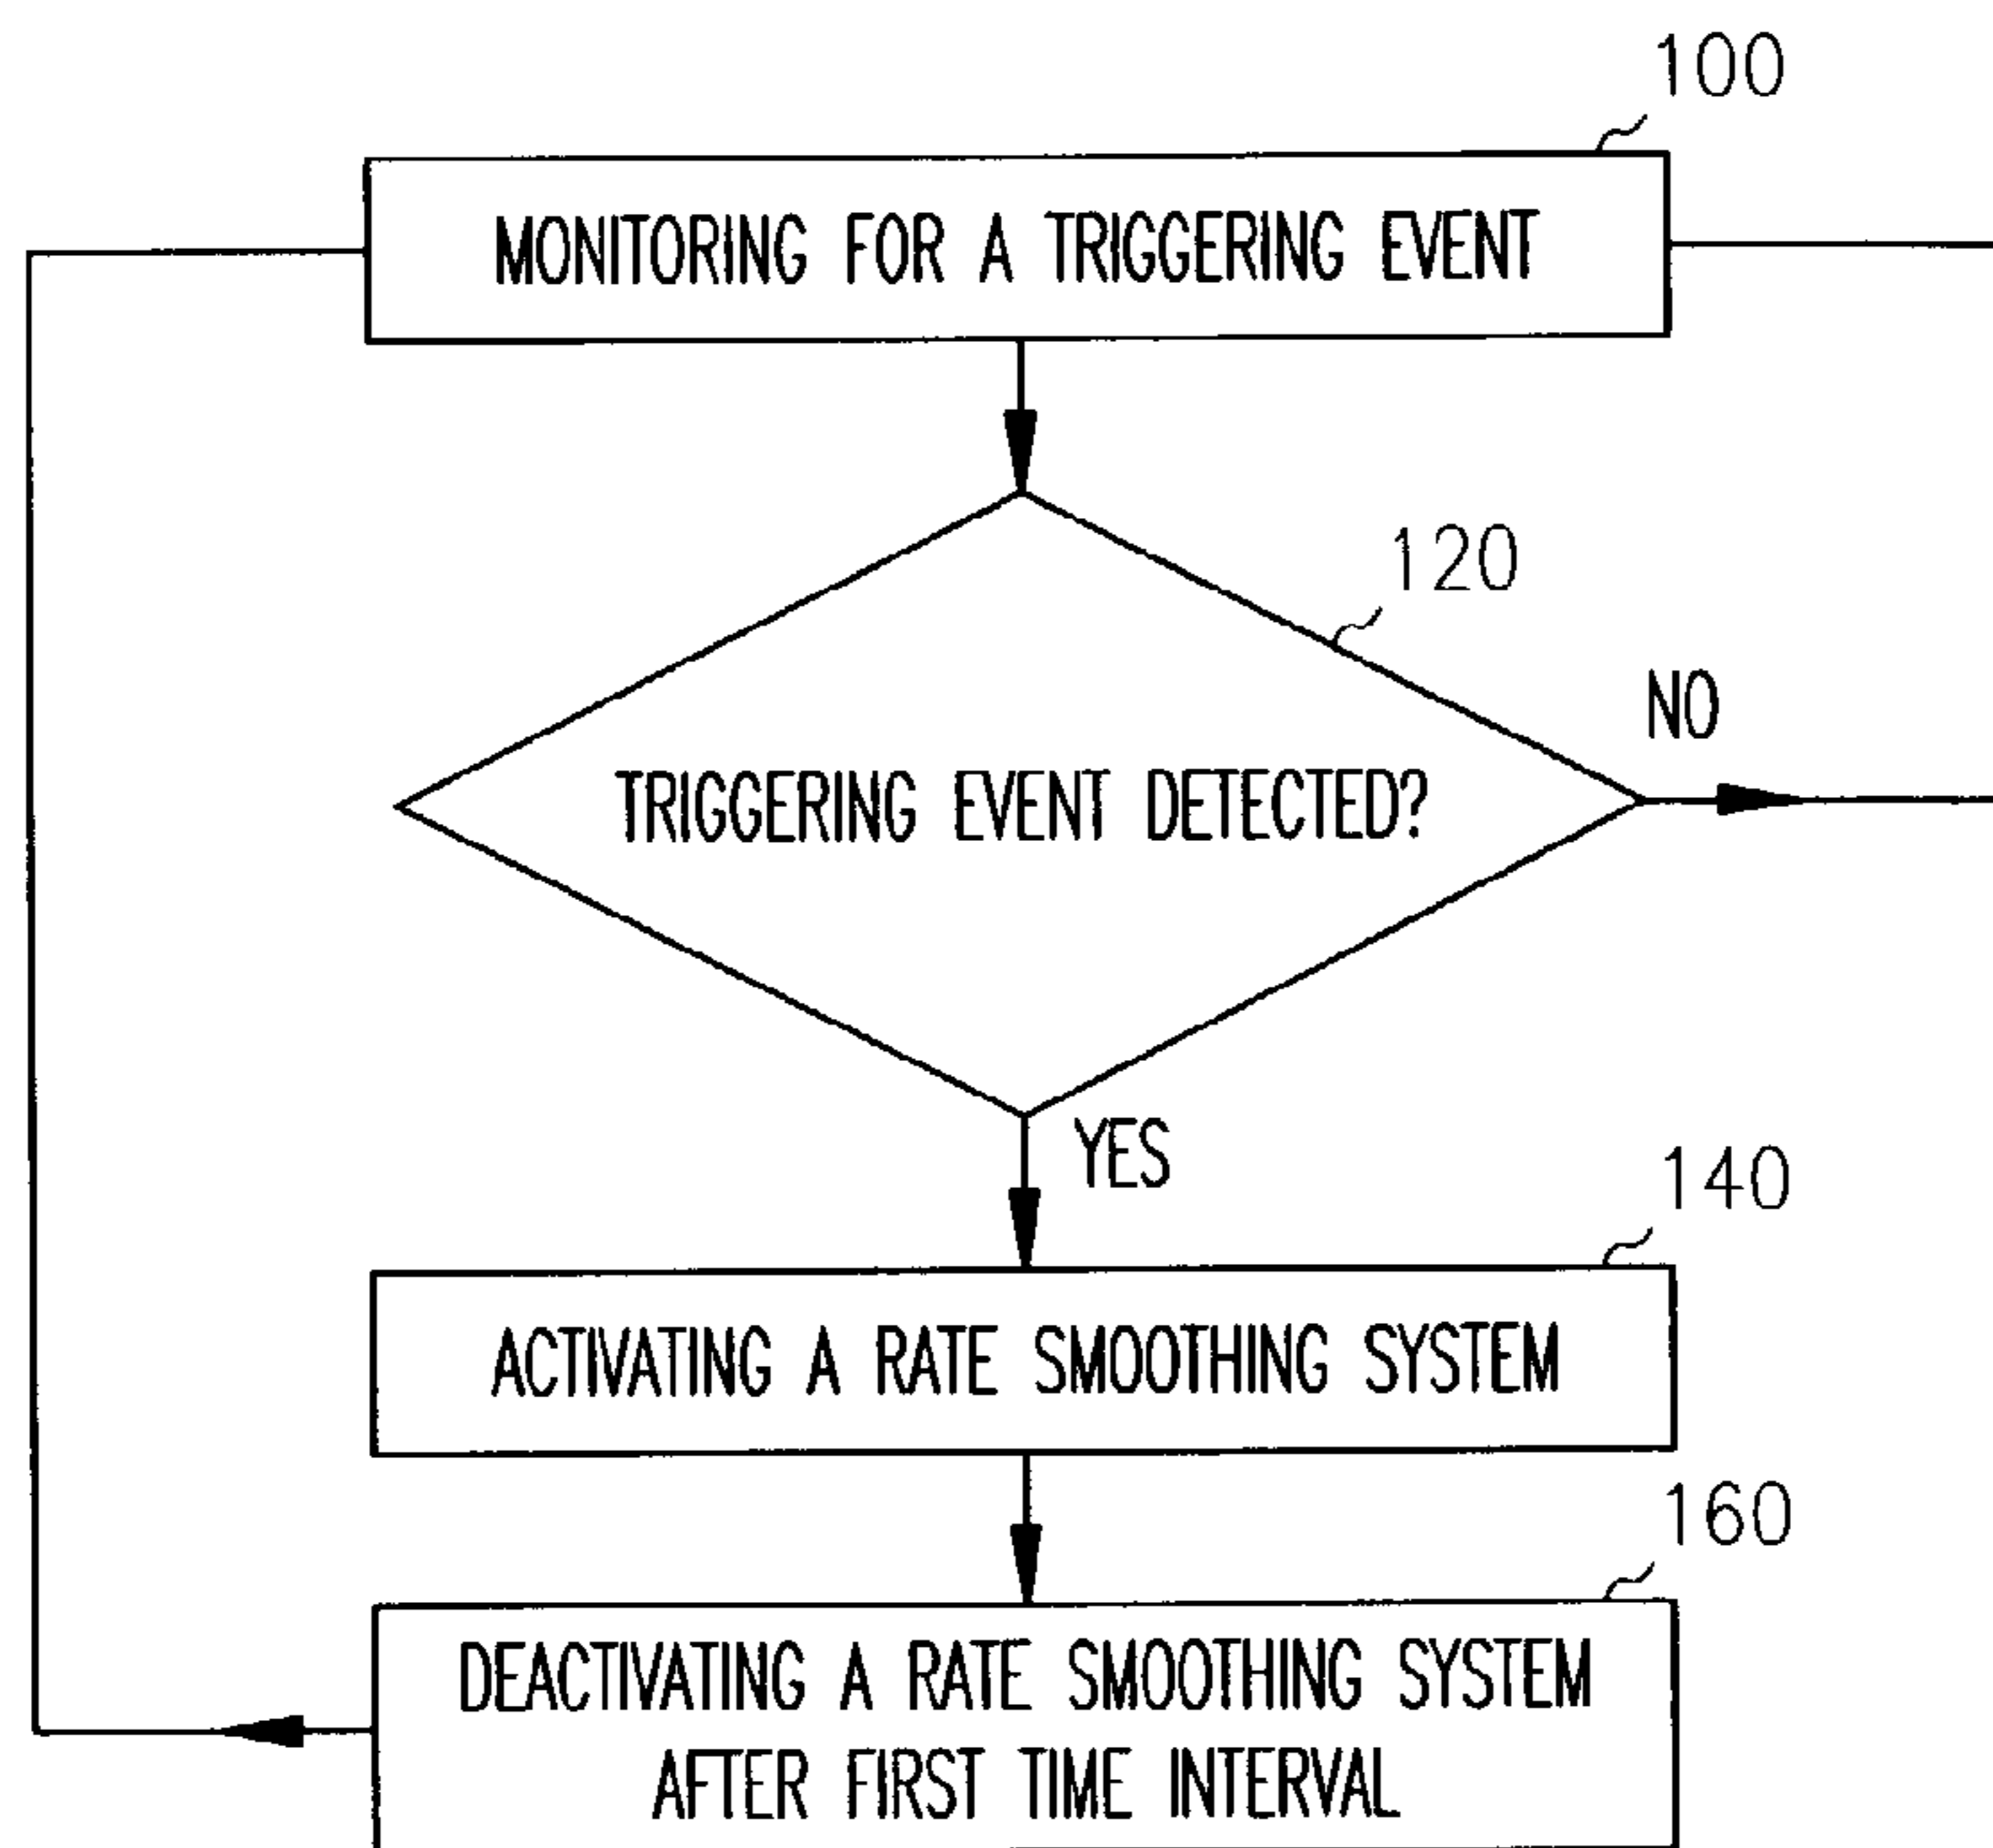 100
MONITORING FOR A TRIGGERING EVENT
120
NO
TRIGGERING EVENT DETECTED?
YES
140
ACTIVATING A RATE SMOOTHING SYSTEM
160
DEACTIVATING A RATE SMOOTHING SYSTEM
AFTER FIRST TIME INTERVAL